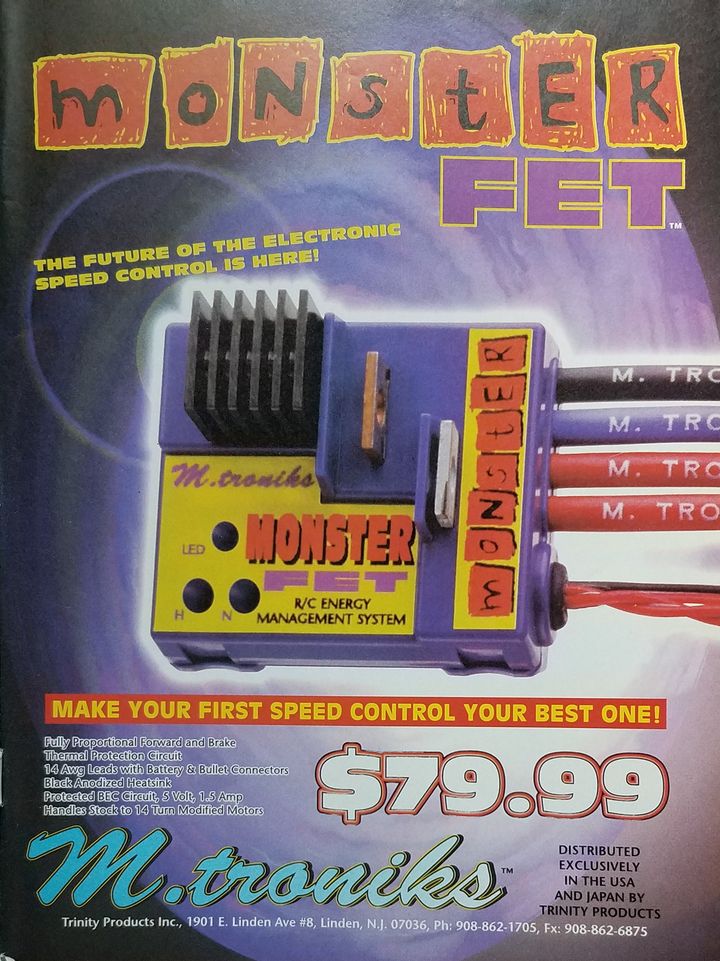 mONStER
FET™
THE FUTURE OF THE ELECTRONIC
SPEED CONTROL IS HERE!
M. TRO
M. TRO
M. TRO
M. TRO
mONStER
M.troniks
LED
MONSTER
FET
H
N
R/C ENERGY
MANAGEMENT SYSTEM
MAKE YOUR FIRST SPEED CONTROL YOUR BEST ONE!
Fully Proportional Forward and Brake
Thermal Protection Circuit
14 Awg Leads with Battery & Bullet Connectors
Black Anodized Heatsink
Protected BEC Circuit, 5 Volt, 1.5 Amp
Handles Stock to 14 Turn Modified Motors
$79.99
M.troniks™
DISTRIBUTED
EXCLUSIVELY
IN THE USA
AND JAPAN BY
TRINITY PRODUCTS
Trinity Products Inc., 1901 E. Linden Ave #8, Linden, N.J. 07036, Ph: 908-862-1705, Fx: 908-862-6875